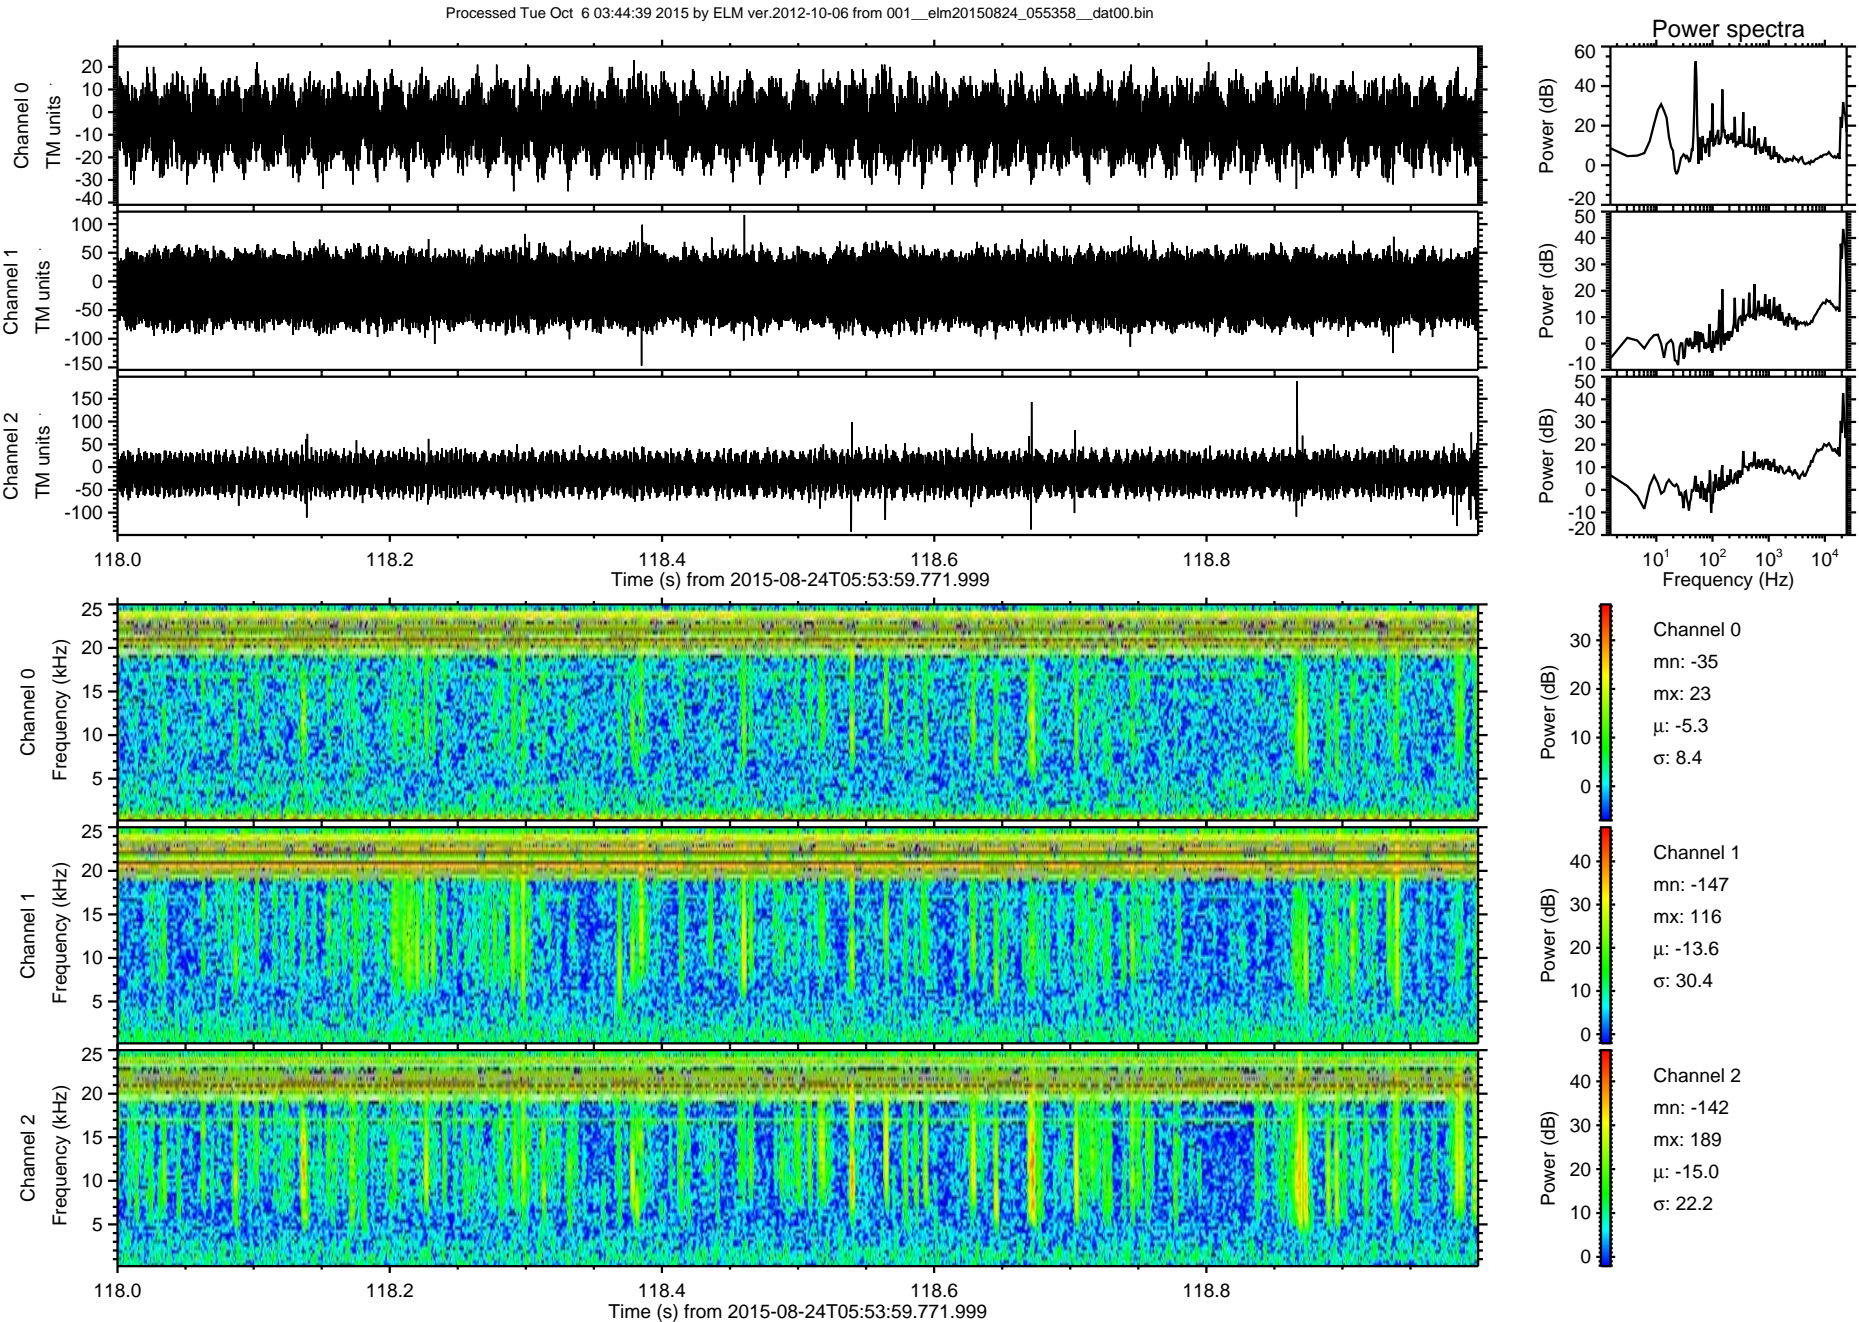 Processed Tue Oct  6 03:44:39 2015 by ELM ver.2012-10-06 from 001__elm20150824_055358__dat00.bin
Power spectra
Channel 0
TM units
20
10
0
-10
-20
-30
-40
Power (dB)
60
40
20
0
-20
Channel 1
TM units
100
50
0
-50
-100
-150
Power (dB)
50
40
30
20
10
0
-10
Channel 2
TM units
150
100
50
0
-50
-100
Power (dB)
50
40
30
20
10
0
-10
-20
118.0 118.2 118.4 118.6 118.8
Time (s) from 2015-08-24T05:53:59.771.999
10^1 10^2 10^3 10^4
Frequency (Hz)
Channel 0
Frequency (kHz)
25
20
15
10
5
Power (dB)
30
20
10
0
Channel 0
mn: -35
mx: 23
μ: -5.3
σ: 8.4
Channel 1
Frequency (kHz)
25
20
15
10
5
Power (dB)
40
30
20
10
0
Channel 1
mn: -147
mx: 116
μ: -13.6
σ: 30.4
Channel 2
Frequency (kHz)
25
20
15
10
5
Power (dB)
40
30
20
10
0
Channel 2
mn: -142
mx: 189
μ: -15.0
σ: 22.2
118.0 118.2 118.4 118.6 118.8
Time (s) from 2015-08-24T05:53:59.771.999